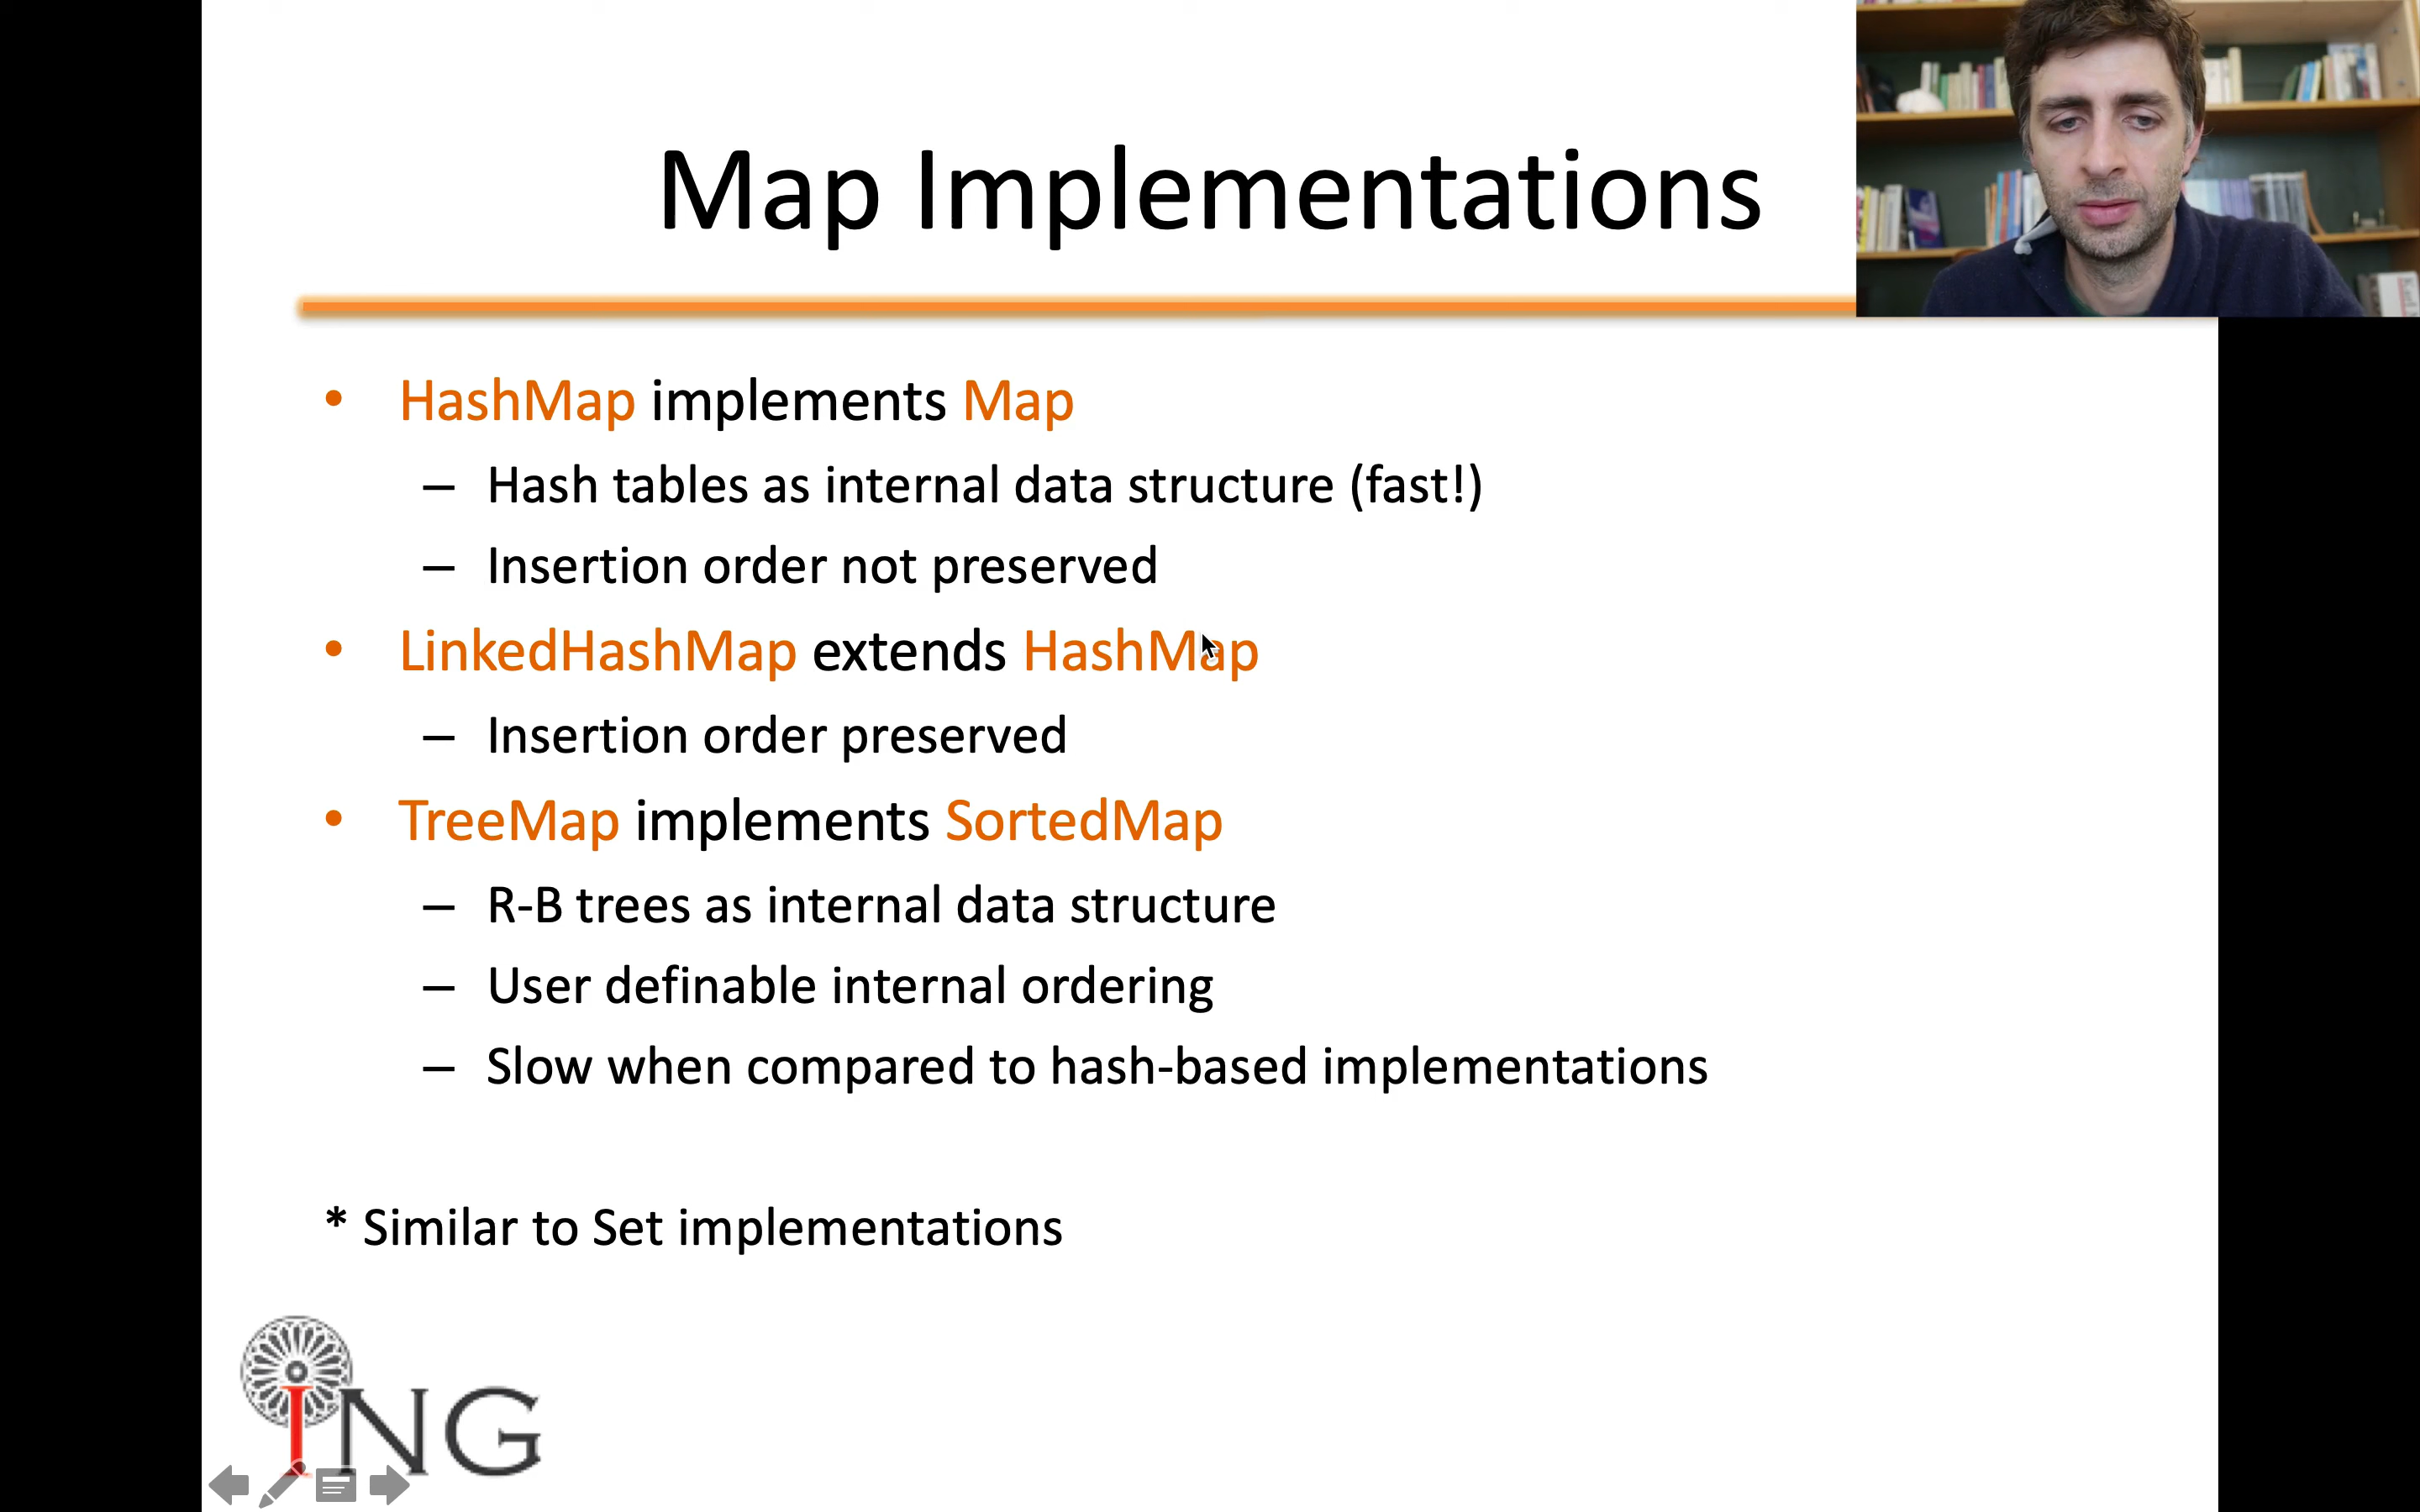 Map Implementations
• HashMap implements Map
– Hash tables as internal data structure (fast!)
– Insertion order not preserved
• LinkedHashMap extends HashMap
– Insertion order preserved
• TreeMap implements SortedMap
– R-B trees as internal data structure
– User definable internal ordering
– Slow when compared to hash-based implementations
* Similar to Set implementations
ING